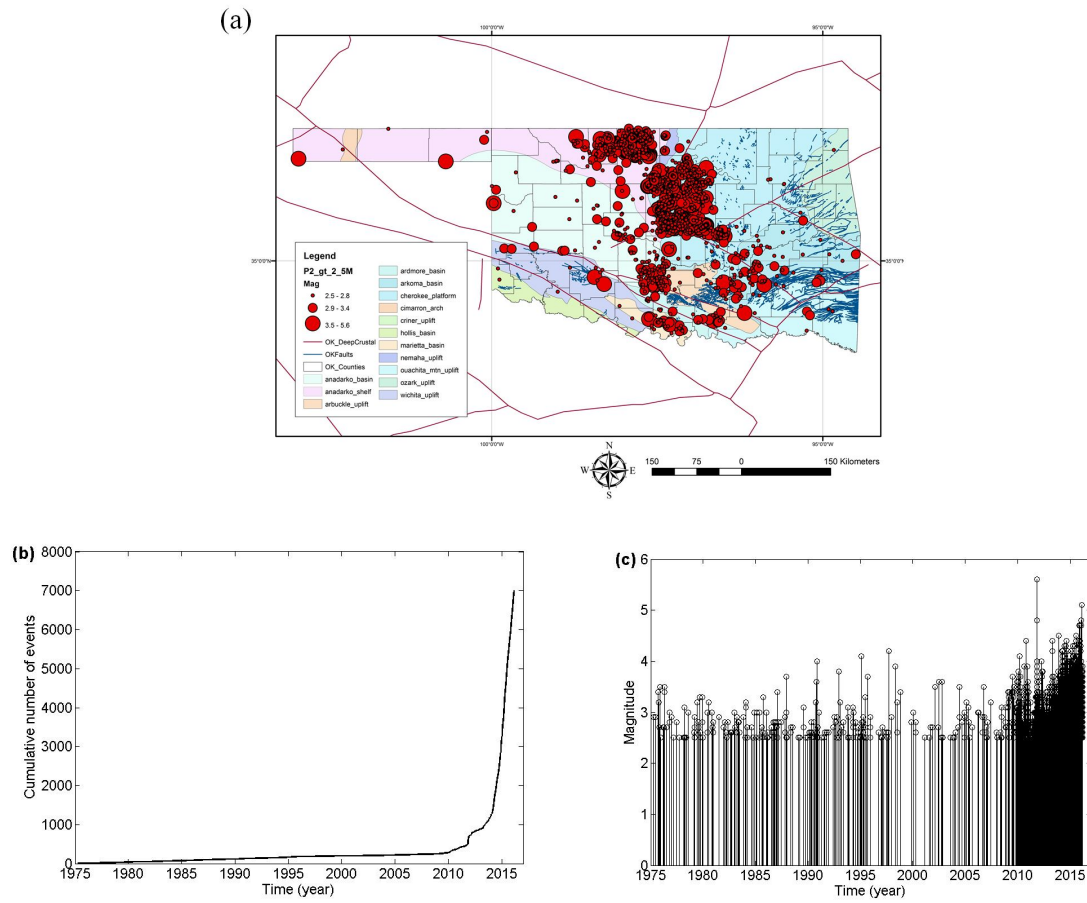 (a)
100°0'0"W
95°0'0"W
35°0'0"N
35°0'0"N
Legend
P2_gt_2_5M
Mag
2.5 - 2.8
2.9 - 3.4
3.5 - 5.6
OK_DeepCrustal
OKFaults
OK_Counties
anadarko_basin
anadarko_shelf
arbuckle_uplift
ardmore_basin
arkoma_basin
cherokee_platform
cimarron_arch
criner_uplift
hollis_basin
marietta_basin
nemaha_uplift
ouachita_mtn_uplift
ozark_uplift
wichita_uplift
100°0'0"W
95°0'0"W
N
W
E
S
150 75 0 150 Kilometers
(b)
8000
7000
6000
5000
4000
3000
2000
1000
0
Cumulative number of events
1975 1980 1985 1990 1995 2000 2005 2010 2015
Time (year)
(c)
6
5
4
3
2
1
0
Magnitude
1975 1980 1985 1990 1995 2000 2005 2010 2015
Time (year)